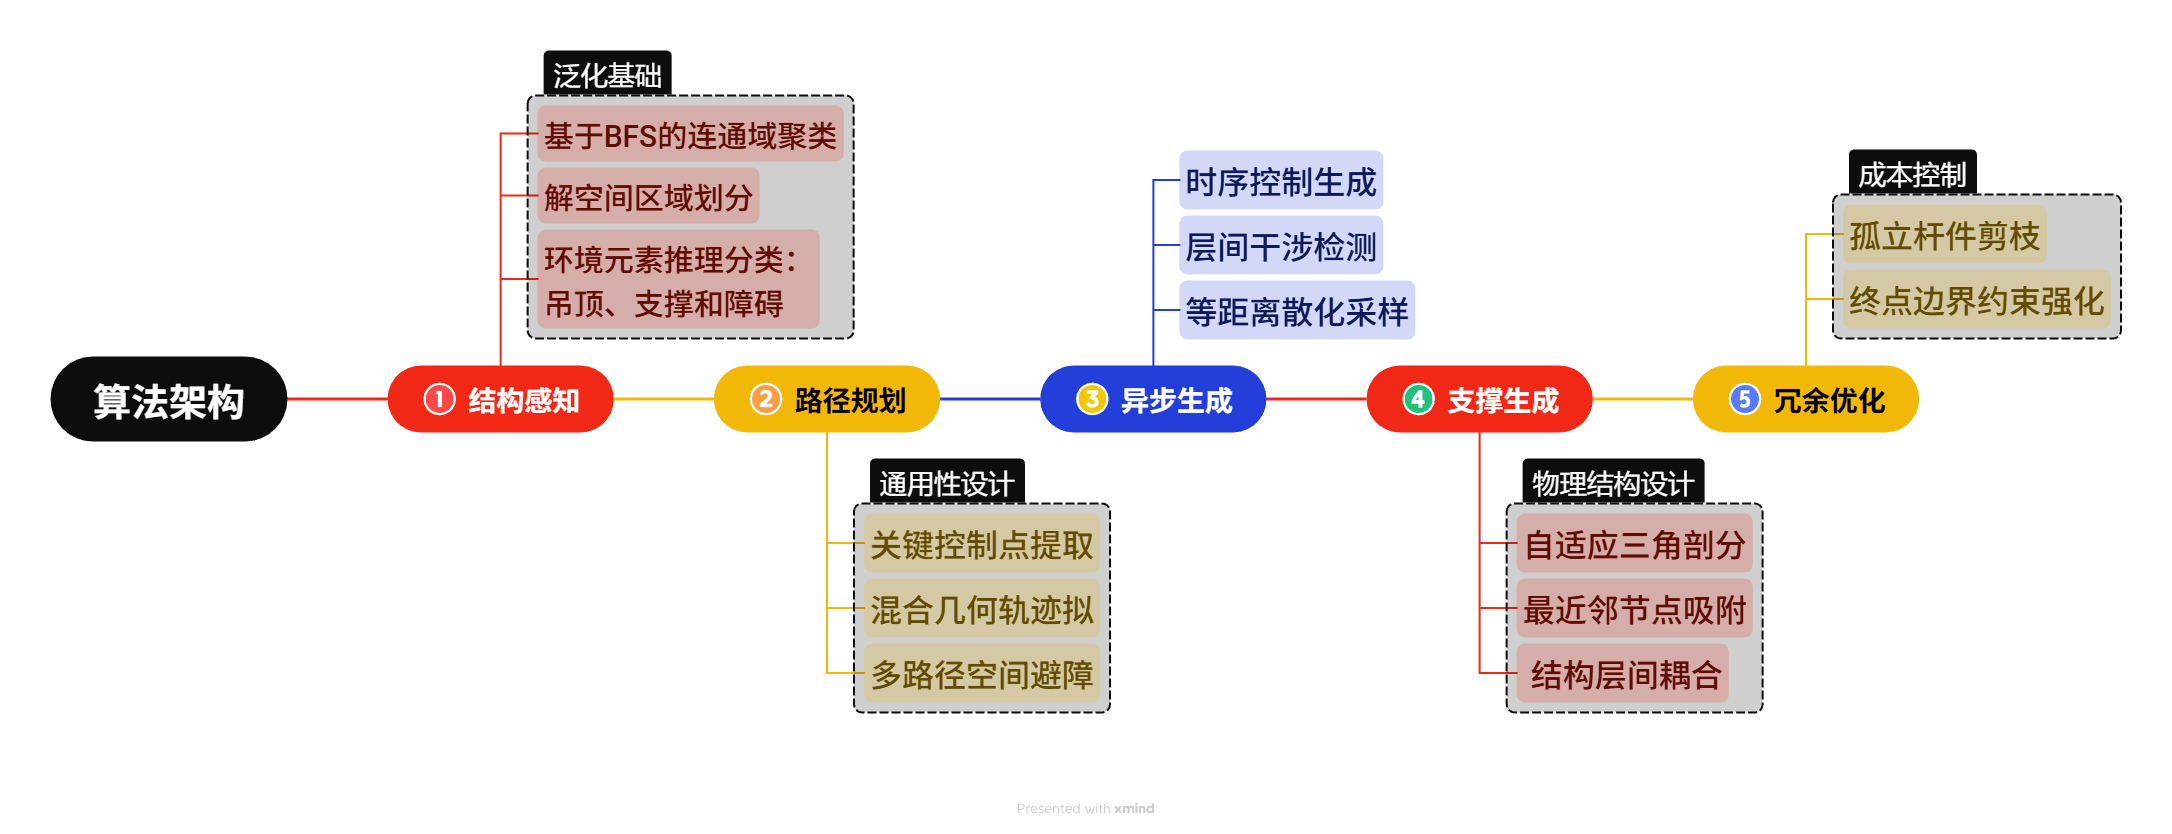 算法架构
泛化基础
基于BFS的连通域聚类
解空间区域划分
环境元素推理分类：
吊顶、支撑和障碍
1 结构感知
2 路径规划
通用性设计
关键控制点提取
混合几何轨迹拟
多路径空间避障
时序控制生成
层间干涉检测
等距离散化采样
3 异步生成
4 支撑生成
物理结构设计
自适应三角剖分
最近邻节点吸附
结构层间耦合
成本控制
孤立杆件剪枝
终点边界约束强化
5 冗余优化
Presented with xmind